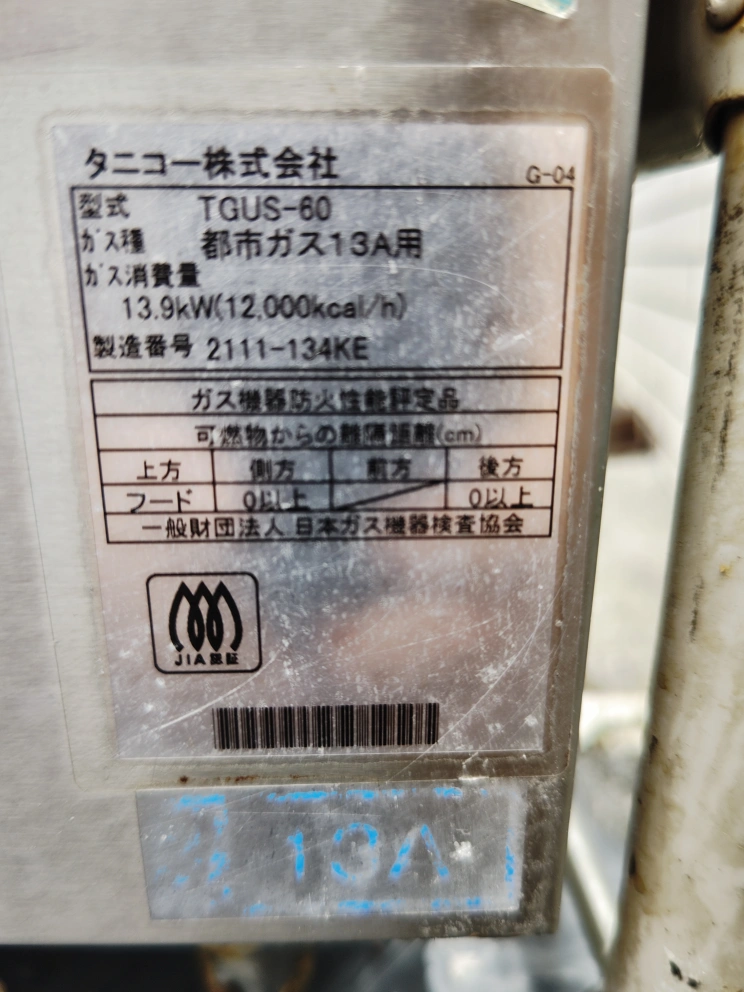 タニコー株式会社
G-04
型式 TGUS-60
ガス種 都市ガス13A用
ガス消費量
13.9kW(12,000kcal/h)
製造番号 2111-134KE
ガス機器防火性能評定品
可燃物からの離隔距離(cm)
上方 側方 前方 後方
フード 0以上 0以上
一般財団法人 日本ガス機器検査協会
JIA認証
13A